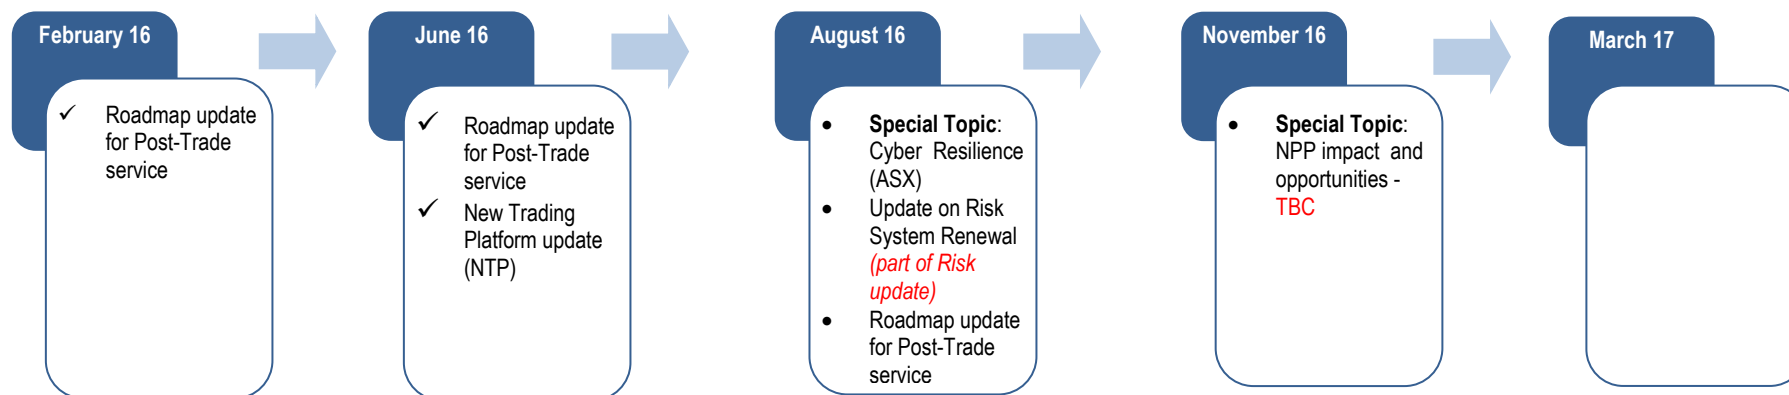 February 16
✓ Roadmap update
for Post-Trade
service
June 16
✓ Roadmap update
for Post-Trade
service
✓ New Trading
Platform update
(NTP)
August 16
• Special Topic:
Cyber Resilience
(ASX)
• Update on Risk
System Renewal
(part of Risk
update)
• Roadmap update
for Post-Trade
service
November 16
• Special Topic:
NPP impact and
opportunities -
TBC
March 17